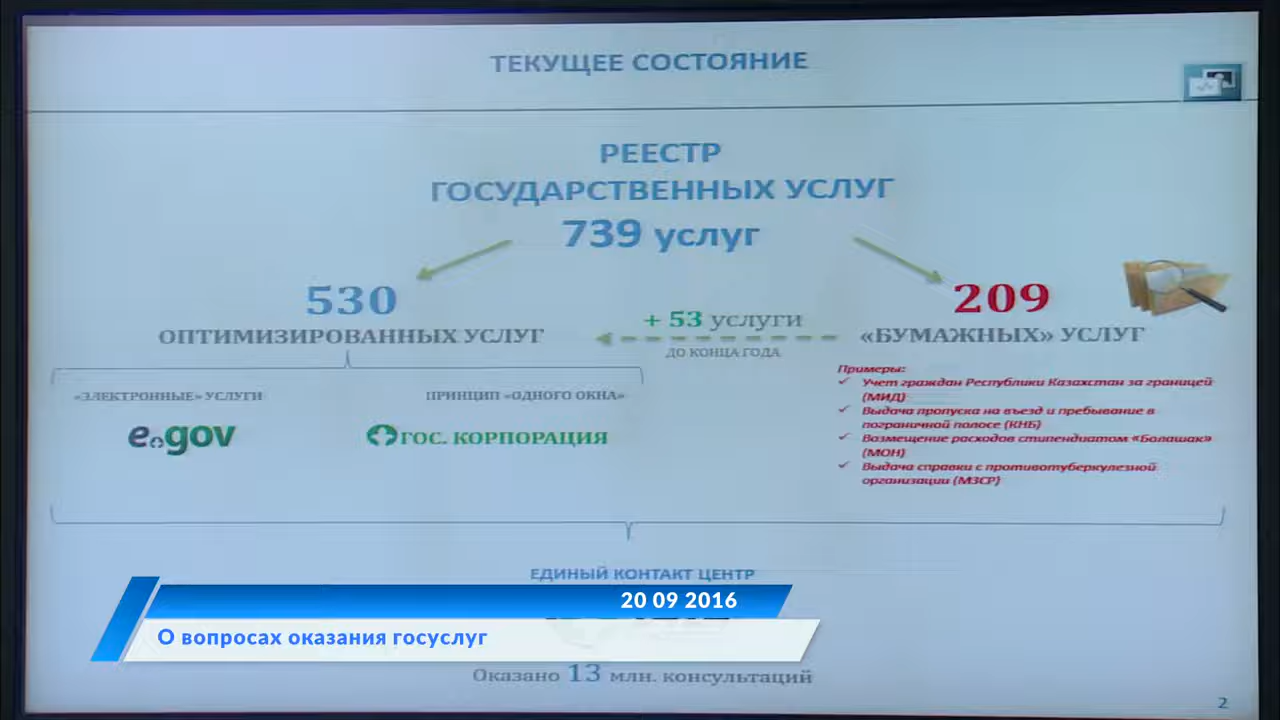 ТЕКУЩЕЕ СОСТОЯНИЕ
РЕЕСТР
ГОСУДАРСТВЕННЫХ УСЛУГ
739 услуг
530
ОПТИМИЗИРОВАННЫХ УСЛУГ
+ 53 услуги
ДО КОНЦА ГОДА
209
«БУМАЖНЫХ» УСЛУГ
«ЭЛЕКТРОННЫЕ» УСЛУГИ
e.gov
ПРИНЦИП «ОДНОГО ОКНА»
ГОС. КОРПОРАЦИЯ
Примеры:
Учет граждан Республики Казахстан за границей
(МИД)
Выдача пропуска на въезд и пребывание в
пограничной полосе (КНБ)
Возмещение расходов стипендиатом «Болашак»
(МОН)
Выдача справки с противотуберкулезной
организации (МЗСР)
ЕДИНЫЙ КОНТАКТ ЦЕНТР
20 09 2016
О вопросах оказания госуслуг
Оказано 13 млн. консультаций
2